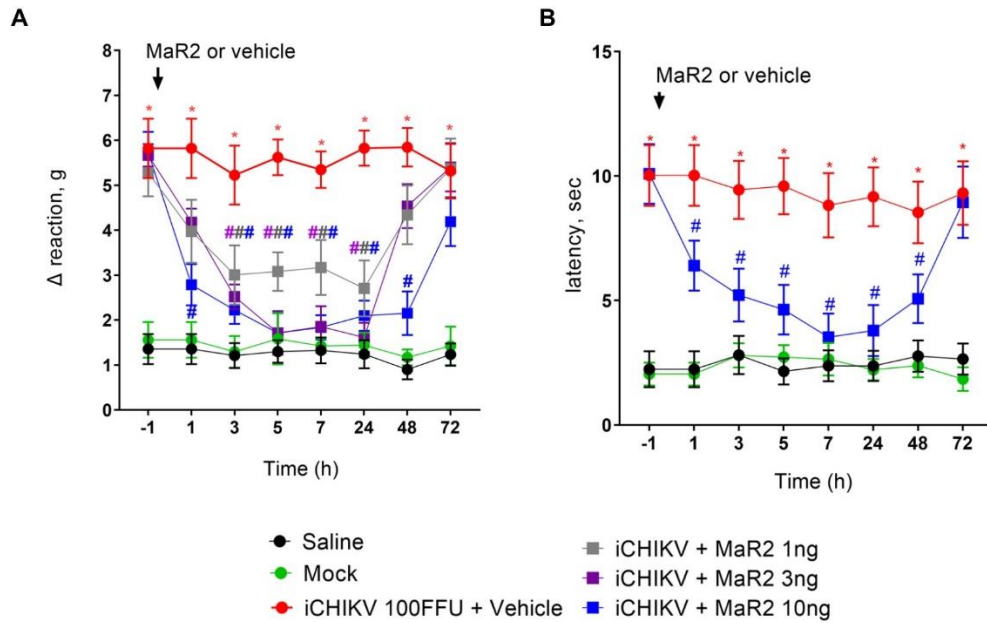 A
MaR2 or vehicle
8
7
6
5
4
3
2
1
0
Δ reaction, g
* * * * * * * *
### ### ### ###
# #
-1 1 3 5 7 24 48 72
Time (h)
B
MaR2 or vehicle
15
10
5
0
latency, sec
* * * * * * * *
# # # # # #
-1 1 3 5 7 24 48 72
Time (h)
Saline
Mock
iCHIKV 100FFU + Vehicle
iCHIKV + MaR2 1ng
iCHIKV + MaR2 3ng
iCHIKV + MaR2 10ng